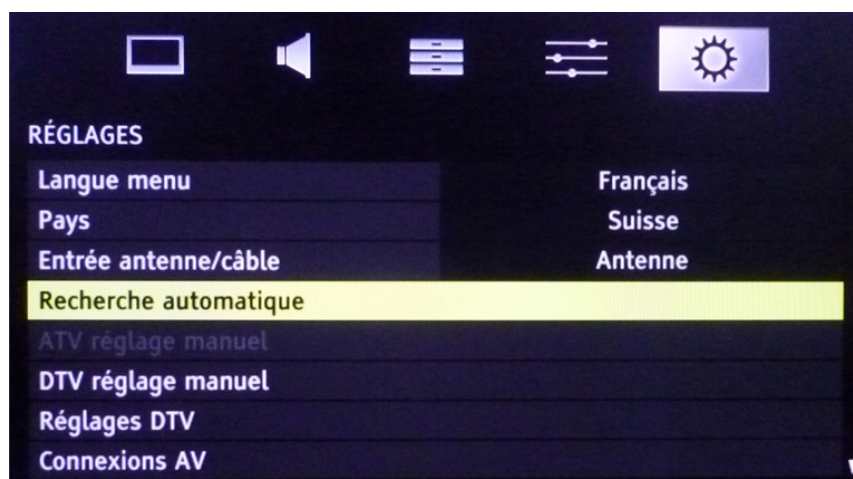 RÉGLAGES
Langue menu Français
Pays Suisse
Entrée antenne/câble Antenne
Recherche automatique
ATV réglage manuel
DTV réglage manuel
Réglages DTV
Connexions AV